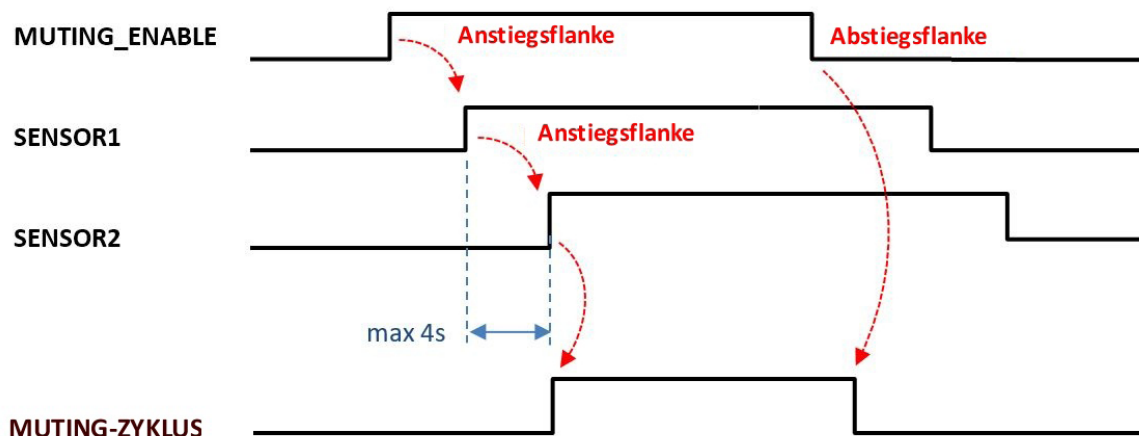 MUTING_ENABLE
Anstiegsflanke
Abstiegsflanke
SENSOR1
Anstiegsflanke
SENSOR2
max 4s
MUTING-ZYKLUS